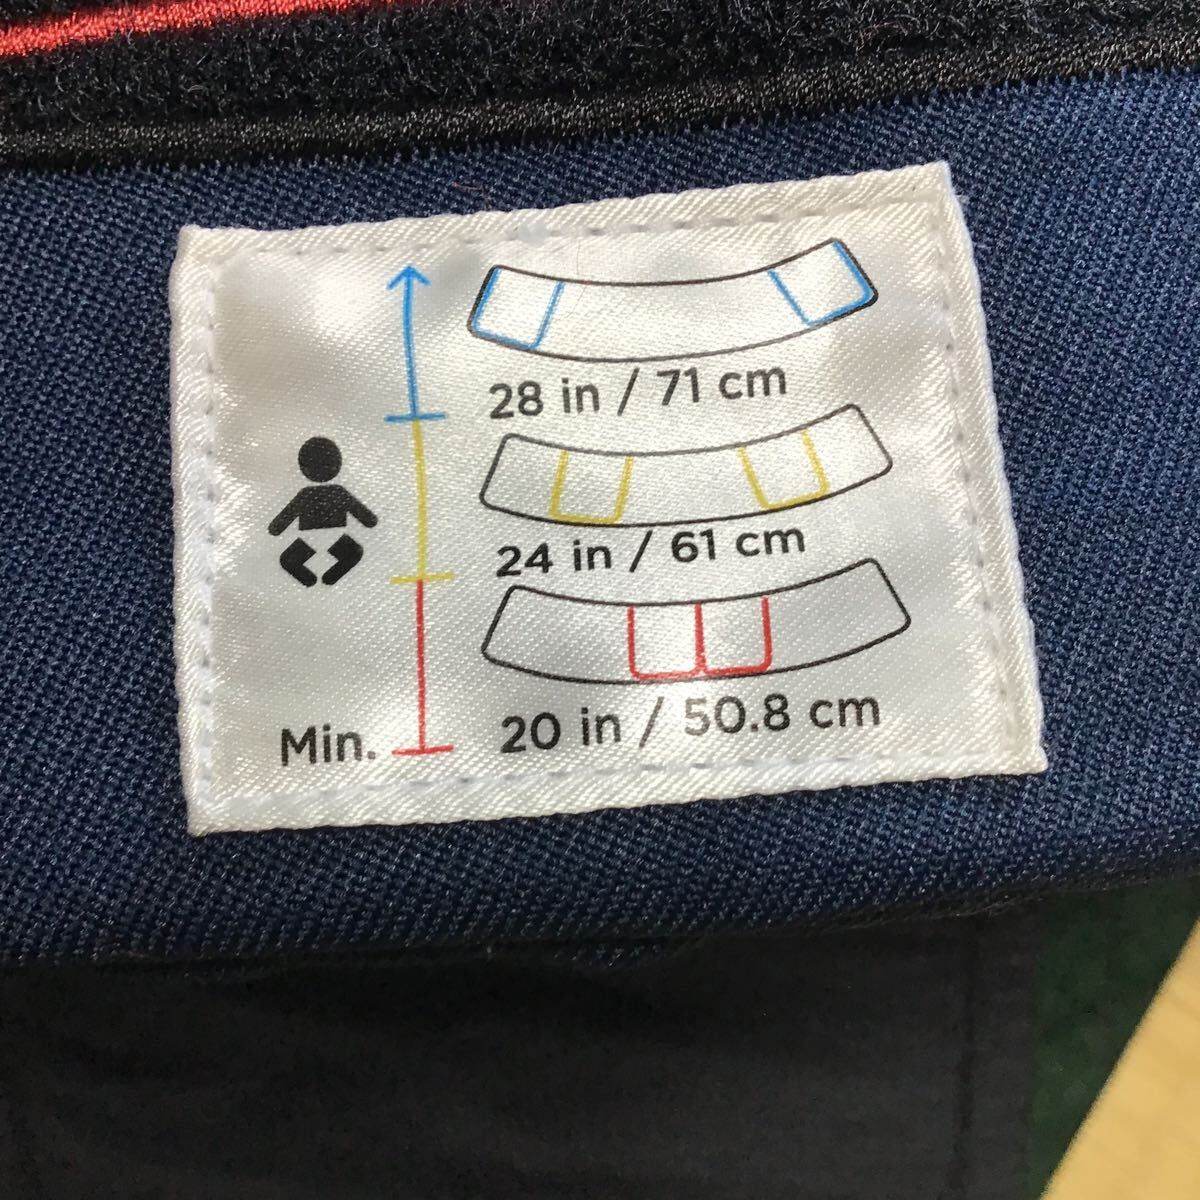 28 in / 71 cm
24 in / 61 cm
20 in / 50.8 cm
Min.